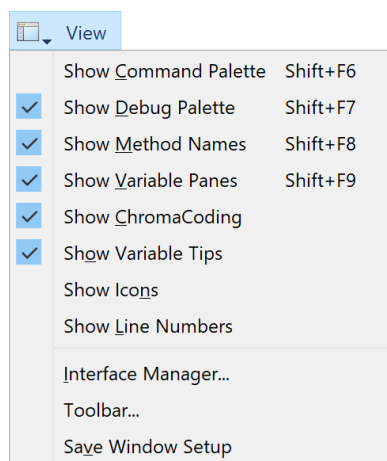 View
Show Command Palette Shift+F6
Show Debug Palette Shift+F7
Show Method Names Shift+F8
Show Variable Panes Shift+F9
Show ChromaCoding
Show Variable Tips
Show Icons
Show Line Numbers
Interface Manager...
Toolbar...
Save Window Setup